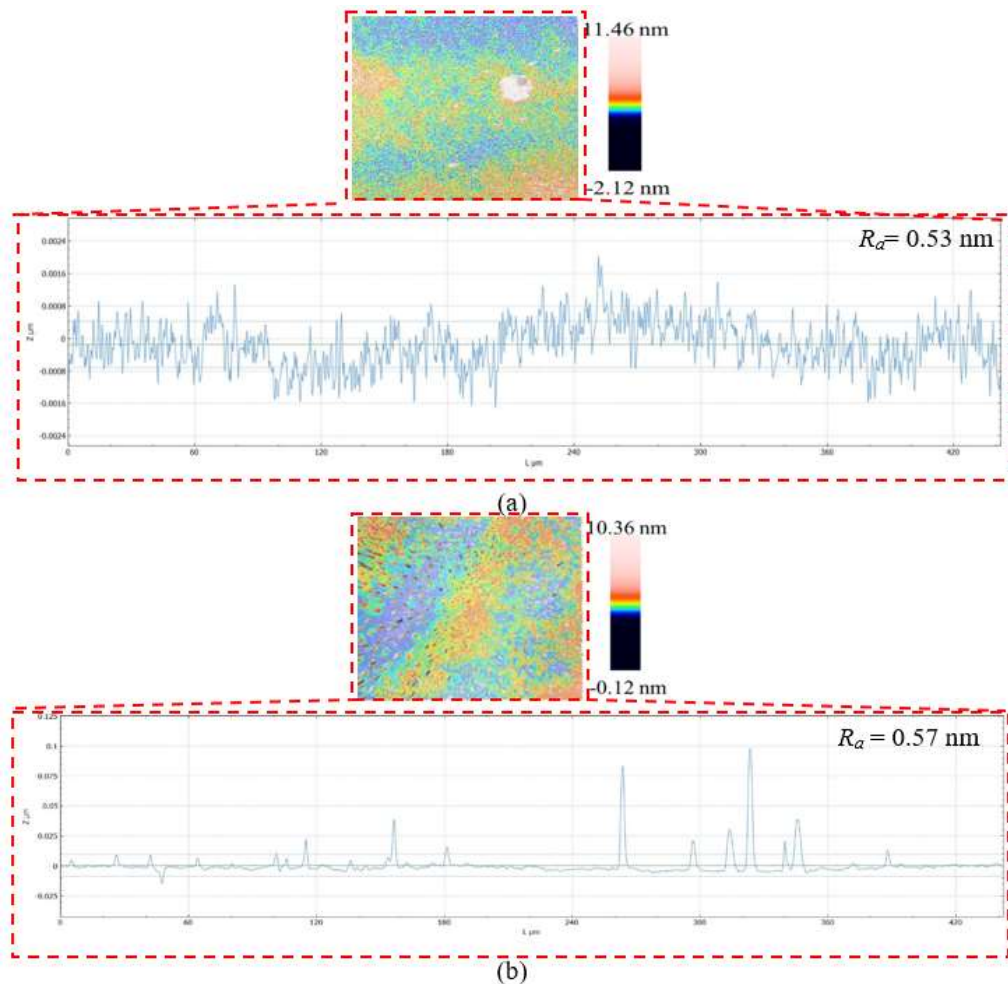 11.46 nm
-2.12 nm
Rₐ= 0.53 nm
0.0024
0.0016
0.0008
0
-0.0008
-0.0016
-0.0024
Z µm
0 60 120 180 240 300 360 420
L µm
(a)
10.36 nm
-0.12 nm
Rₐ = 0.57 nm
0.125
0.1
0.075
0.05
0.025
0
-0.025
Z µm
0 60 120 180 240 300 360 420
L µm
(b)